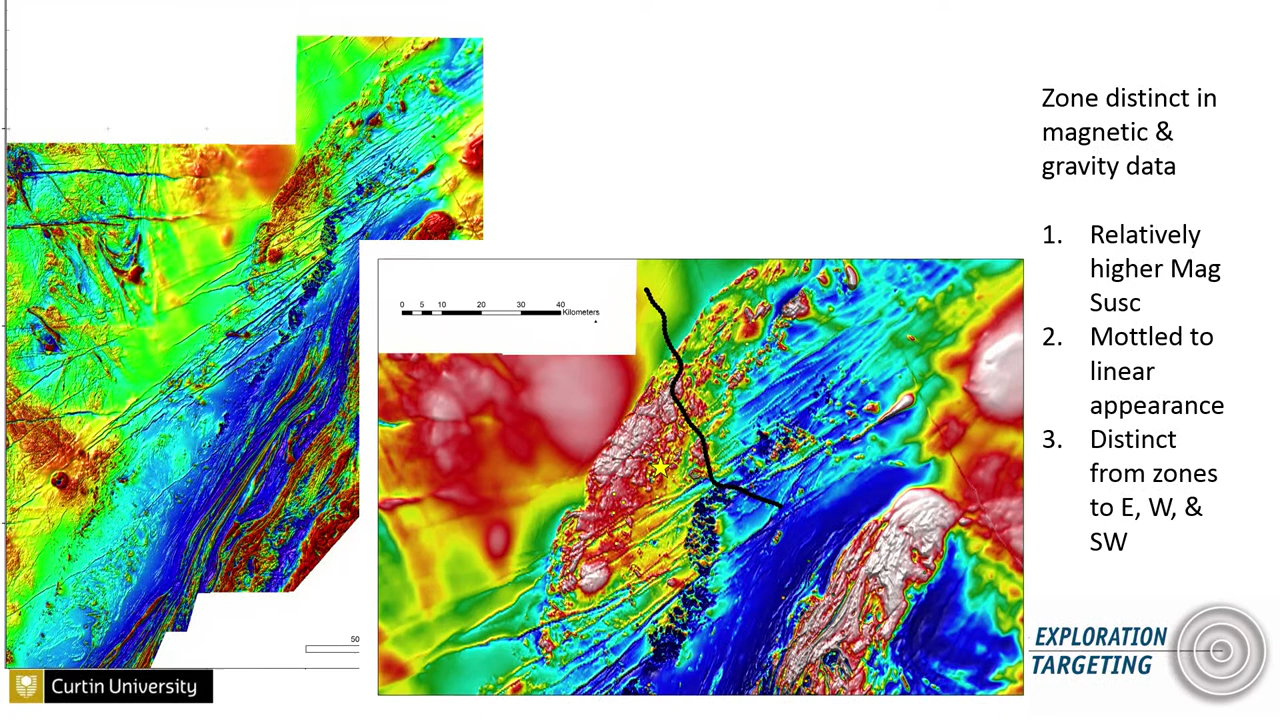 Zone distinct in
magnetic &
gravity data
1. Relatively
higher Mag
Susc
2. Mottled to
linear
appearance
3. Distinct
from zones
to E, W, &
SW
0 5 10 20 30 40
Kilometers
50
EXPLORATION
TARGETING
Curtin University